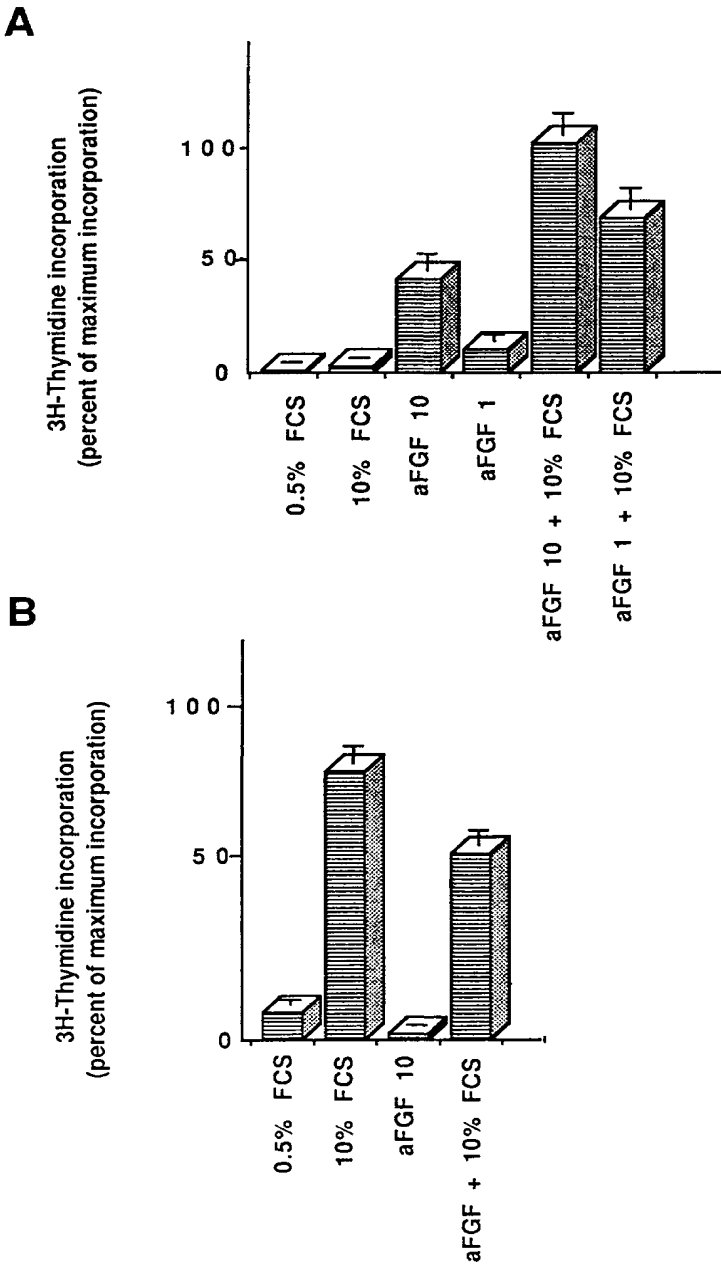 A
3H-Thymidine incorporation
(percent of maximum incorporation)
100
50
0
0.5% FCS
10% FCS
aFGF 10
aFGF 1
aFGF 10 + 10% FCS
aFGF 1 + 10% FCS
B
3H-Thymidine incorporation
(percent of maximum incorporation)
100
50
0
0.5% FCS
10% FCS
aFGF 10
aFGF + 10% FCS